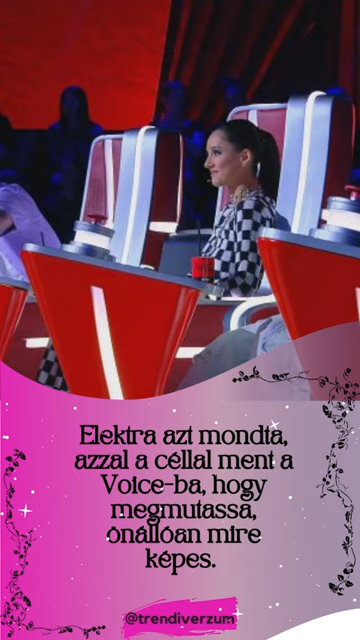 Elektra azt mondta,
azzal a céllal ment a
Voice-ba, hogy
megmutassa,
önállóan mire
képes.
@trendiverzum